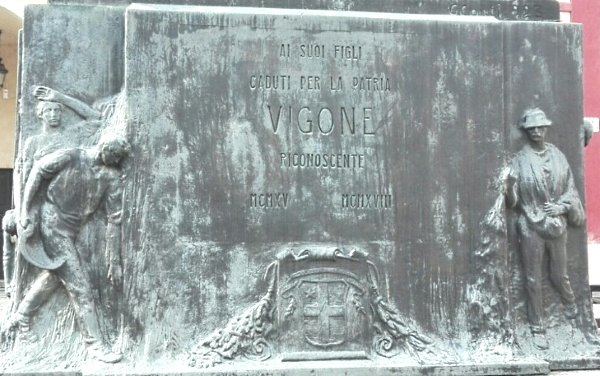 AI SUOI FIGLI
CADUTI PER LA PATRIA
VIGONE
RICONOSCENTE
MCMXV MCMXVIII